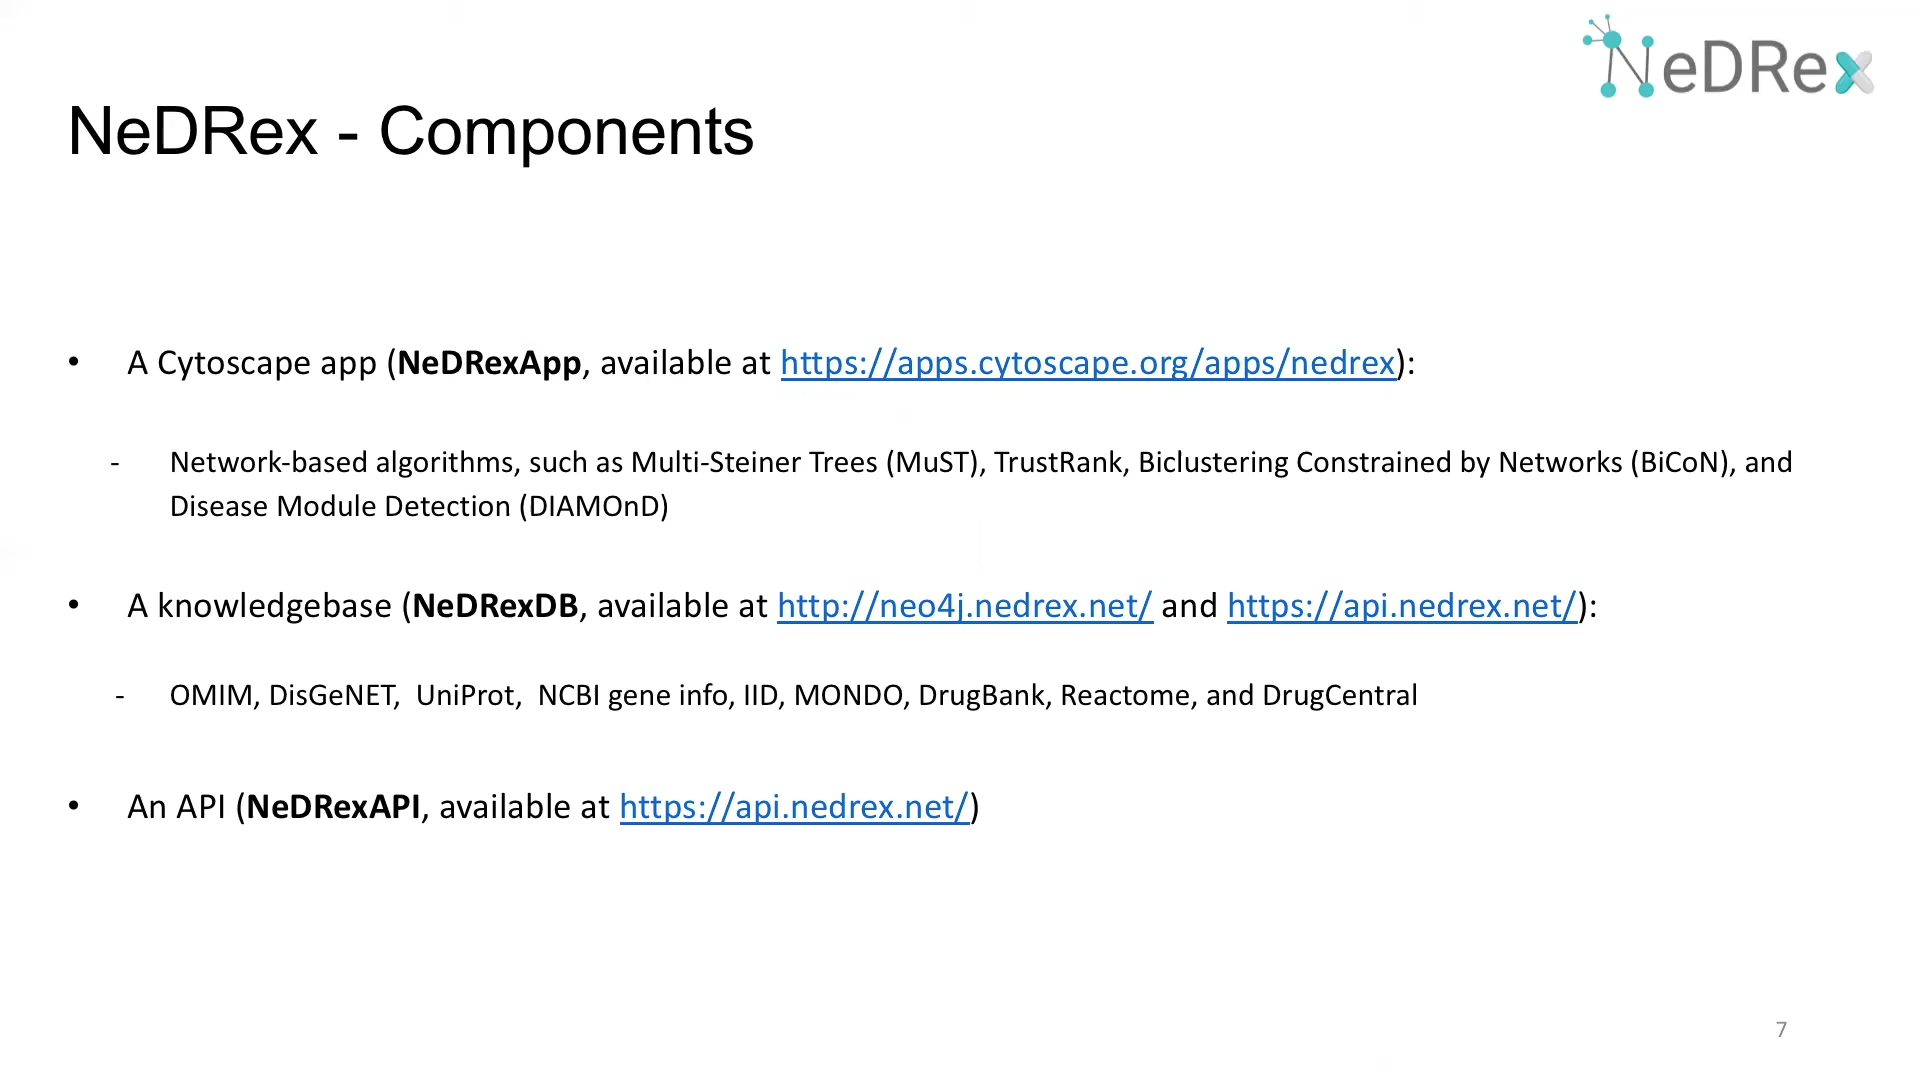 NeDRex
NeDRex - Components
• A Cytoscape app (NeDRexApp, available at https://apps.cytoscape.org/apps/nedrex):
- Network-based algorithms, such as Multi-Steiner Trees (MuST), TrustRank, Biclustering Constrained by Networks (BiCoN), and
Disease Module Detection (DIAMOnD)
• A knowledgebase (NeDRexDB, available at http://neo4j.nedrex.net/ and https://api.nedrex.net/):
- OMIM, DisGeNET, UniProt, NCBI gene info, IID, MONDO, DrugBank, Reactome, and DrugCentral
• An API (NeDRexAPI, available at https://api.nedrex.net/)
7